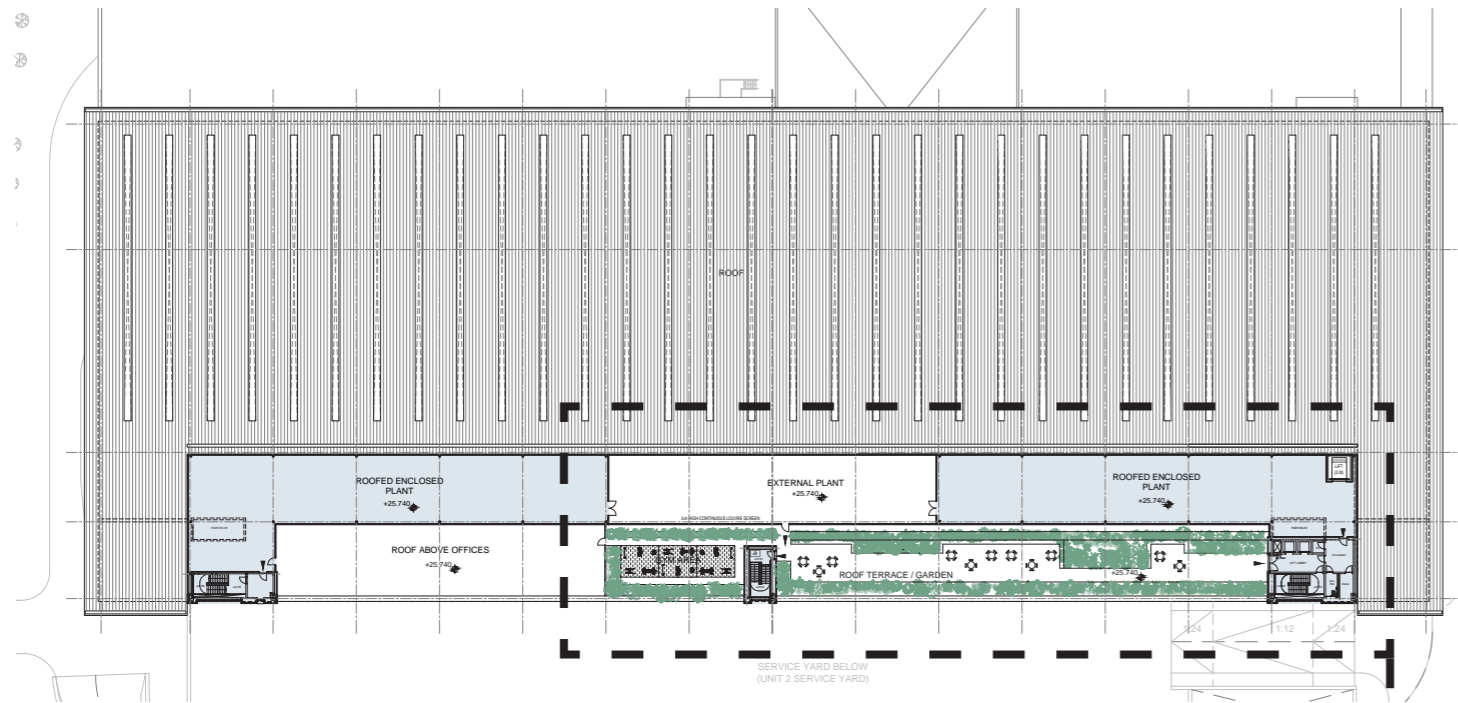 ROOF
ROOFED ENCLOSED
PLANT
+25.740
EXTERNAL PLANT
+25.740
ROOFED ENCLOSED
PLANT
+25.740
LIFT
ROOF ABOVE OFFICES
+25.740
ROOF TERRACE / GARDEN
+25.740
1:24
1:12
1:24
SERVICE YARD BELOW
(UNIT 2 SERVICE YARD)